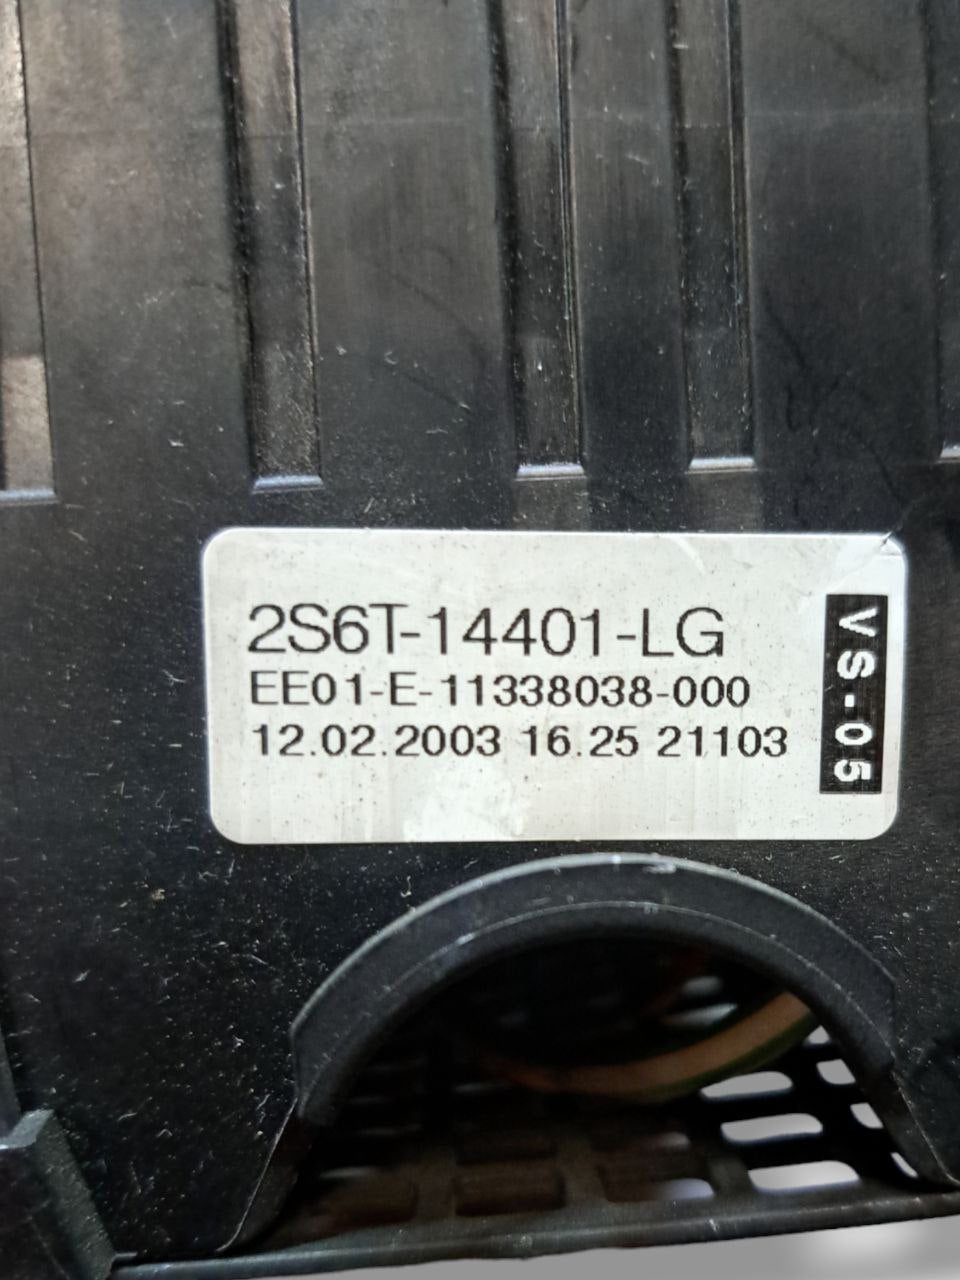 2S6T-14401-LG
EE01-E-11338038-000
12.02.2003 16.25 21103
VS-05